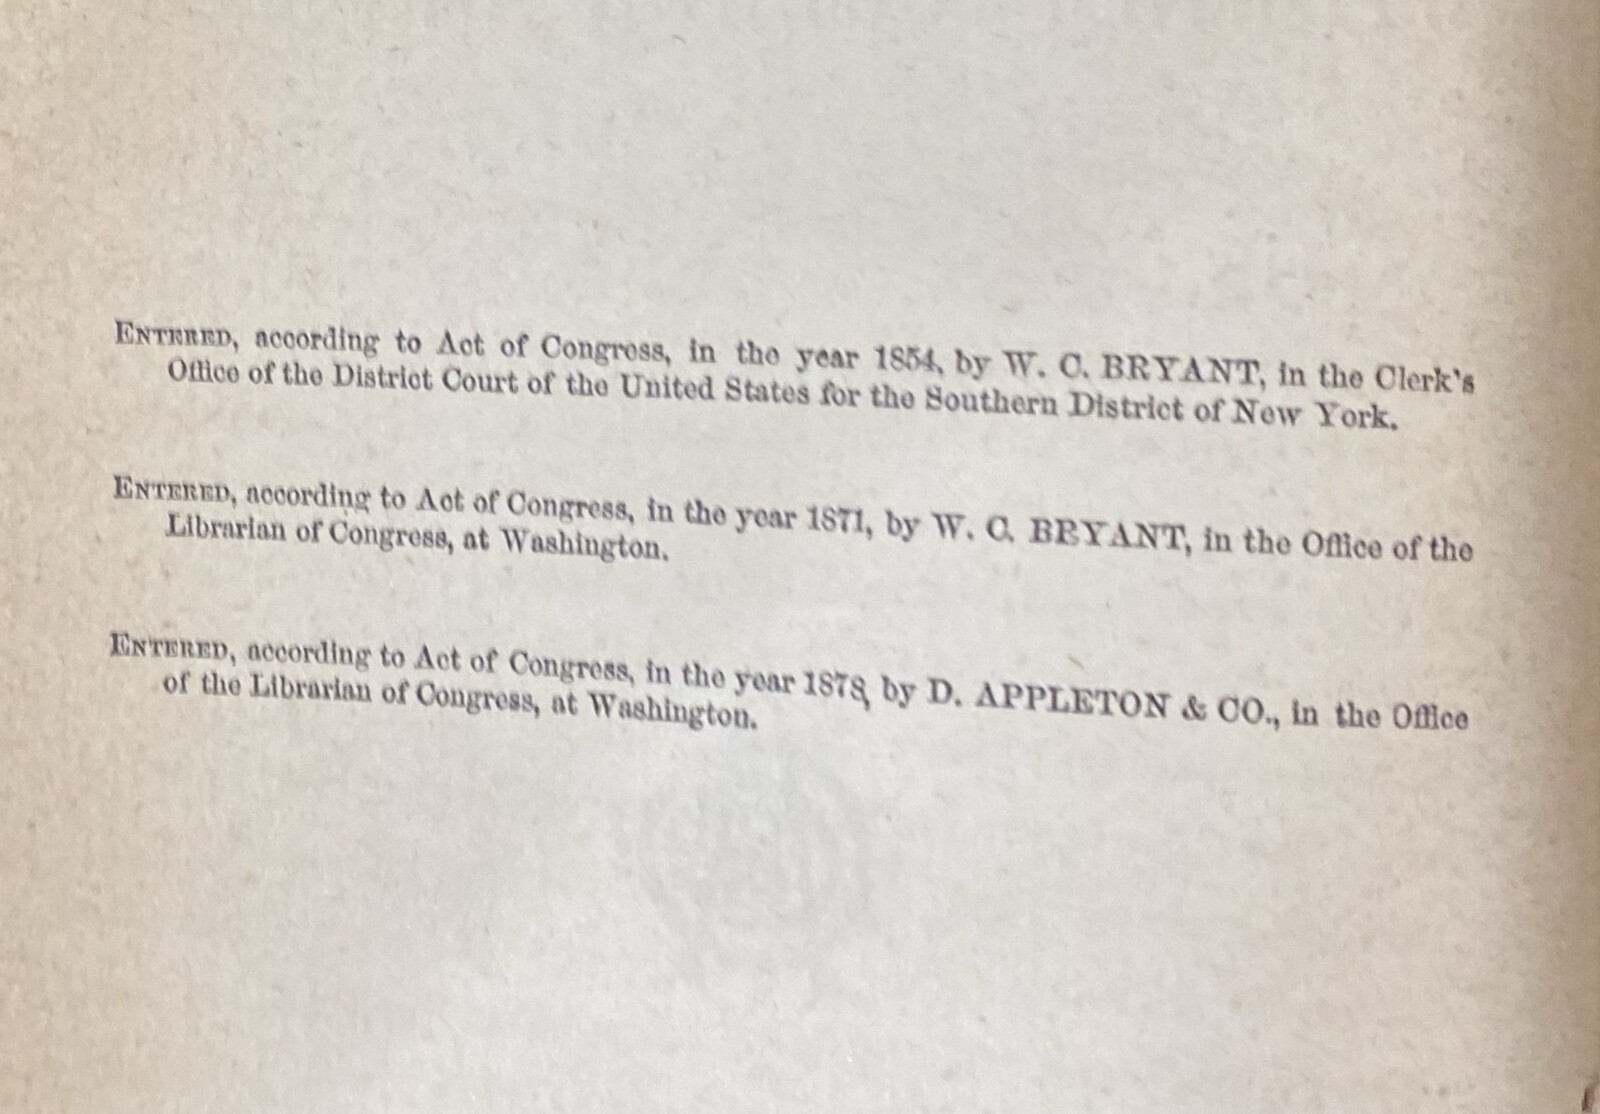 ENTERED, according to Act of Congress, in the year 1854, by W. C. BRYANT, in the Clerk's
Office of the District Court of the United States for the Southern District of New York.
ENTERED, according to Act of Congress, in the year 1871, by W. C. BRYANT, in the Office of the
Librarian of Congress, at Washington.
ENTERED, according to Act of Congress, in the year 1878, by D. APPLETON & CO., in the Office
of the Librarian of Congress, at Washington.